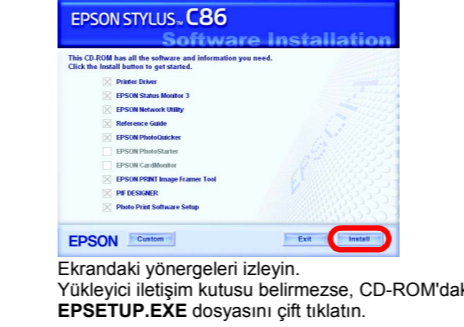 EPSON STYLUS™ C86
Software Installation
This CD-ROM has all the software and information you need.
Click the Install button to get started.
Printer Driver
EPSON Status Monitor 3
EPSON Network Utility
Reference Guide
EPSON PhotoQuicker
EPSON PhotoStarter
EPSON CardMonitor
EPSON PRINT Image Framer Tool
PIF DESIGNER
Photo Print Software Setup
EPSON Custom Exit Install
Ekrandaki yönergeleri izleyin.
Yükleyici iletişim kutusu belirmezse, CD-ROM'dak
EPSETUP.EXE dosyasını çift tıklatın.